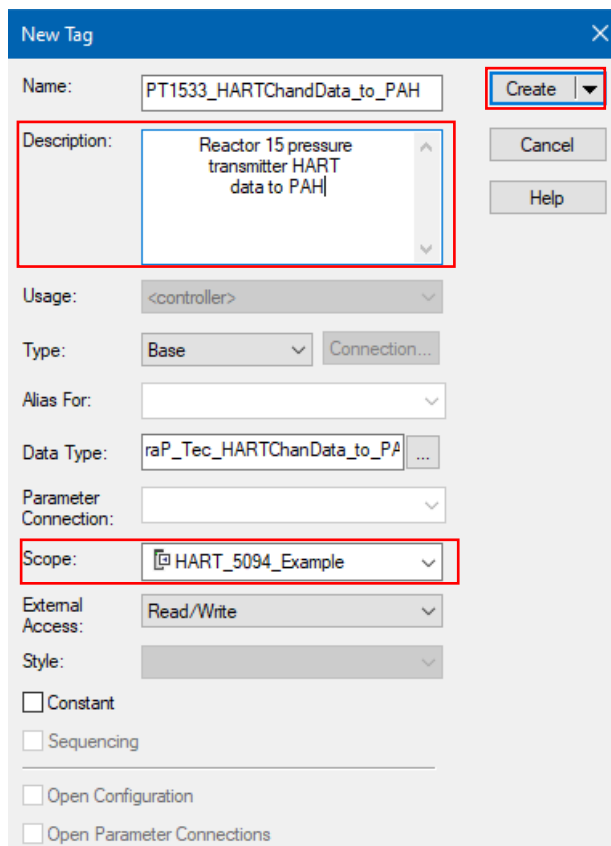 New Tag
Name:
PT1533_HARTChandData_to_PAH
Create
Description:
Reactor 15 pressure
transmitter HART
data to PAH
Cancel
Help
Usage:
<controller>
Type:
Base
Connection...
Alias For:
Data Type:
raP_Tec_HARTChanData_to_PA
...
Parameter
Connection:
Scope:
HART_5094_Example
External
Access:
Read/Write
Style:
Constant
Sequencing
Open Configuration
Open Parameter Connections